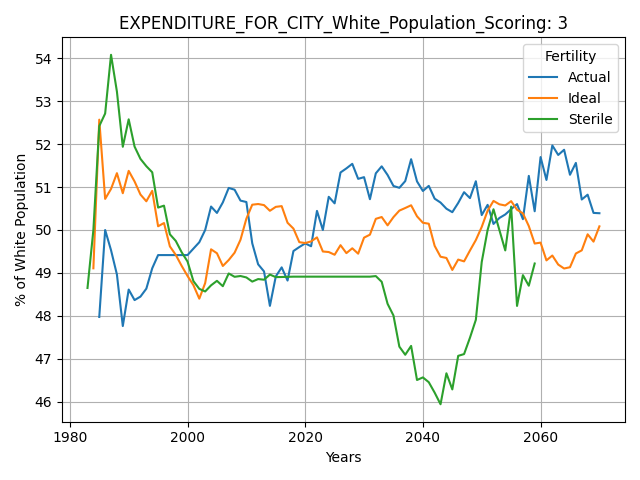 EXPENDITURE_FOR_CITY_White_Population_Scoring: 3
Fertility
Actual
Ideal
Sterile
% of White Population
54
53
52
51
50
49
48
47
46
1980
2000
2020
2040
2060
Years